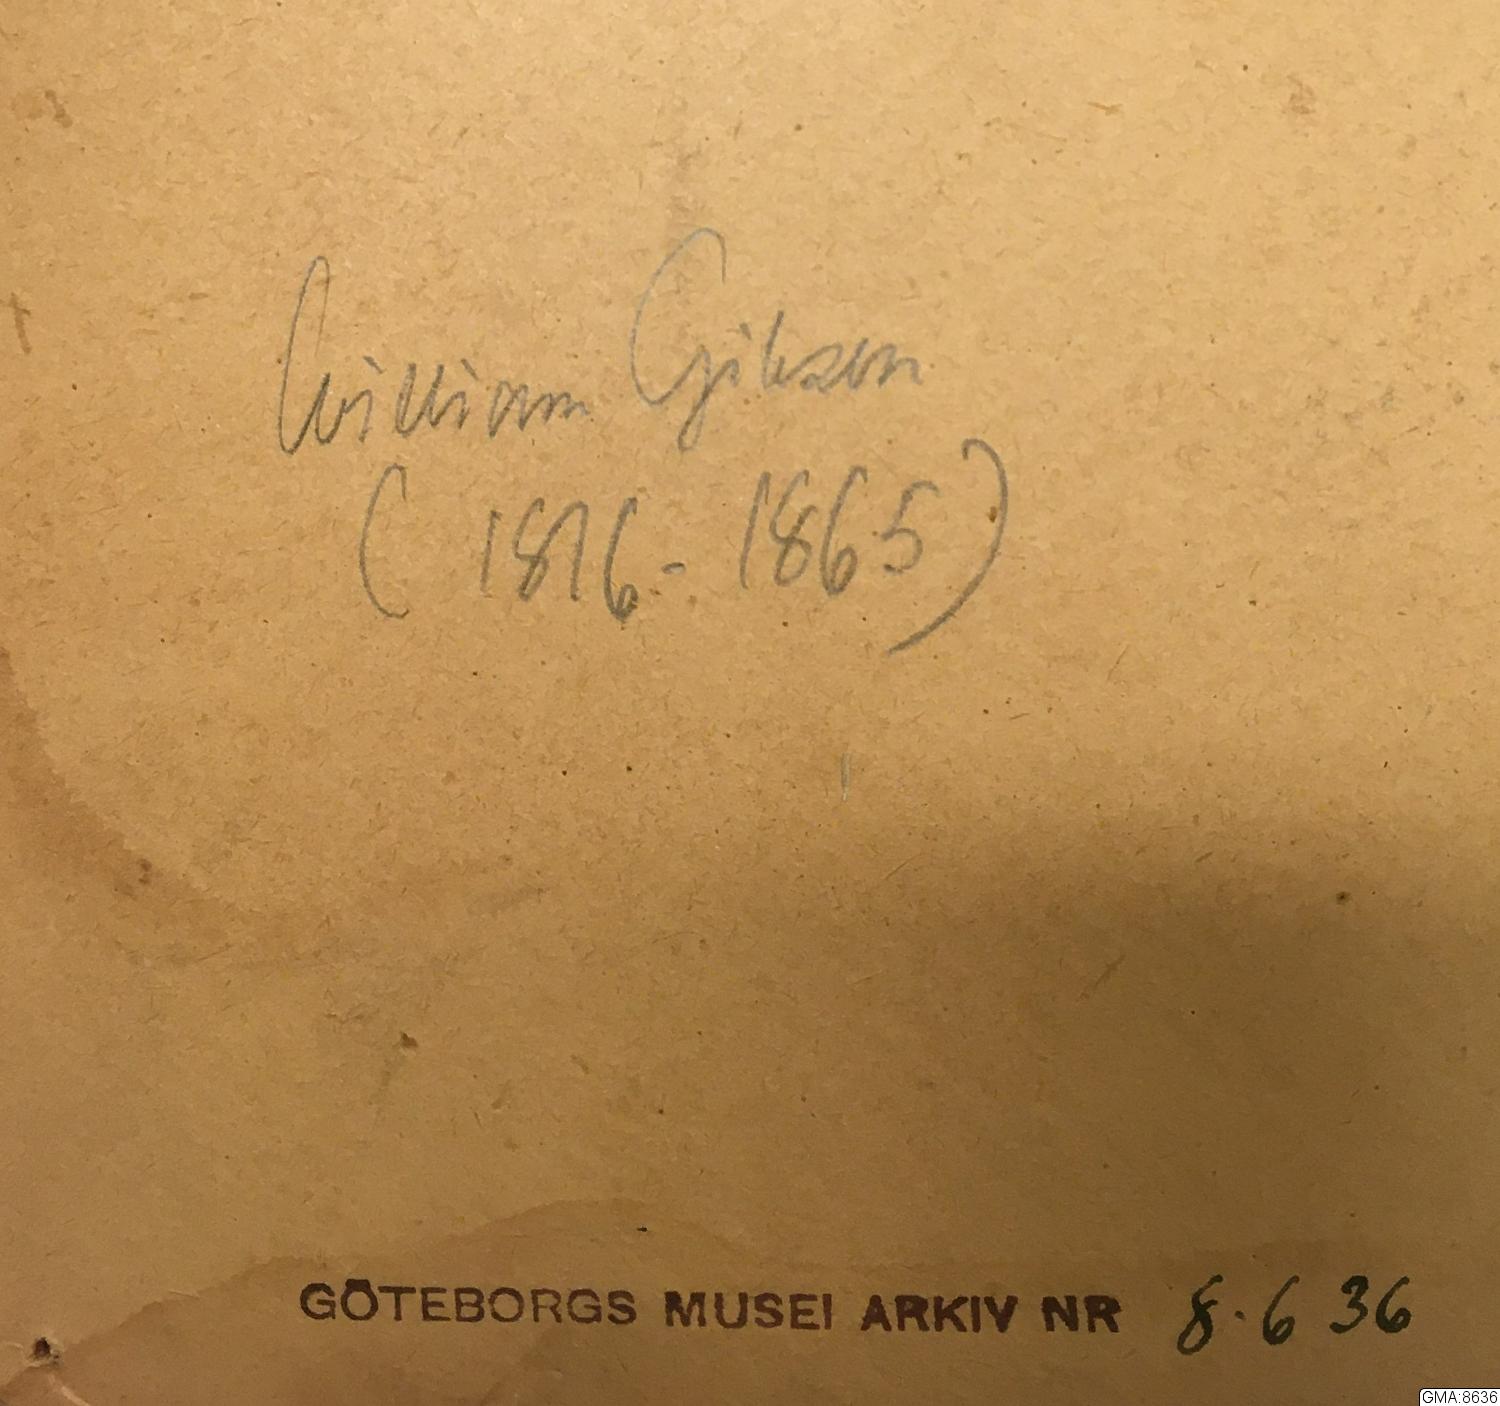 William Gibson
( 1816 - 1865 )
GÖTEBORGS MUSEI ARKIV NR 8.636
GMA:8636